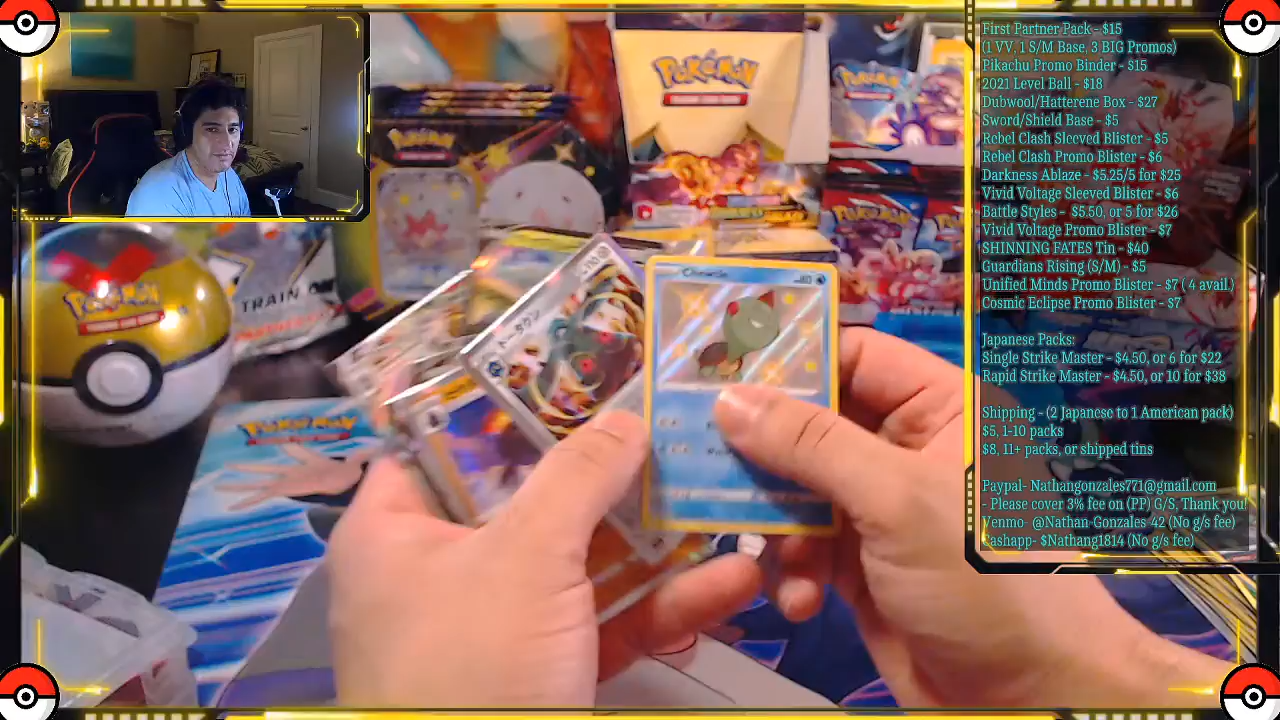 First Partner Pack - $15
(1 VV, 1 S/M Base, 3 BIG Promos)
Pikachu Promo Binder - $15
2021 Level Ball - $18
Dubwool/Hatterene Box - $27
Sword/Shield Base - $5
Rebel Clash Sleeved Blister - $5
Rebel Clash Promo Blister - $6
Darkness Ablaze - $5.25/5 for $25
Vivid Voltage Sleeved Blister - $6
Battle Styles - $5.50, or 5 for $26
Vivid Voltage Promo Blister - $7
SHINNING FATES Tin - $40
Guardians Rising (S/M) - $5
Unified Minds Promo Blister - $7 ( 4 avail.)
Cosmic Eclipse Promo Blister - $7
Japanese Packs:
Single Strike Master - $4.50, or 6 for $22
Rapid Strike Master - $4.50, or 10 for $38
Shipping - (2 Japanese to 1 American pack)
$5, 1-10 packs
$8, 11+ packs, or shipped tins
Paypal- Nathangonzales771@gmail.com
- Please cover 3% fee on (PP) G/S, Thank you!
Venmo- @Nathan-Gonzales-42 (No g/s fee)
Cashapp- $Nathang1814 (No g/s fee)
POKéMON
POKéMON
POKéMON
POKéMON
POKéMON
TRAIN ON
POKéMON
Chewtle